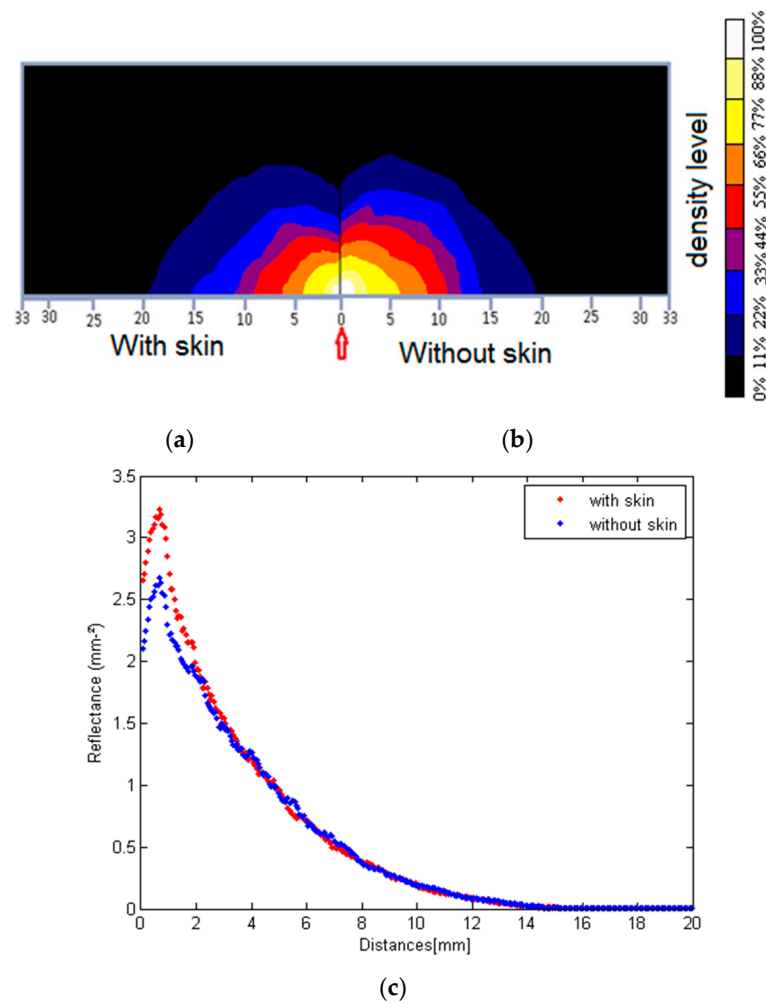 0% 11% 22% 33% 44% 55% 66% 77% 88% 100%
density level
33 30 25 20 15 10 5 0 5 10 15 20 25 30 33
With skin
Without skin
(a)
(b)
3.5
3
2.5
2
1.5
1
0.5
0
Reflectance (mm-²)
with skin
without skin
0 2 4 6 8 10 12 14 16 18 20
Distances[mm]
(c)